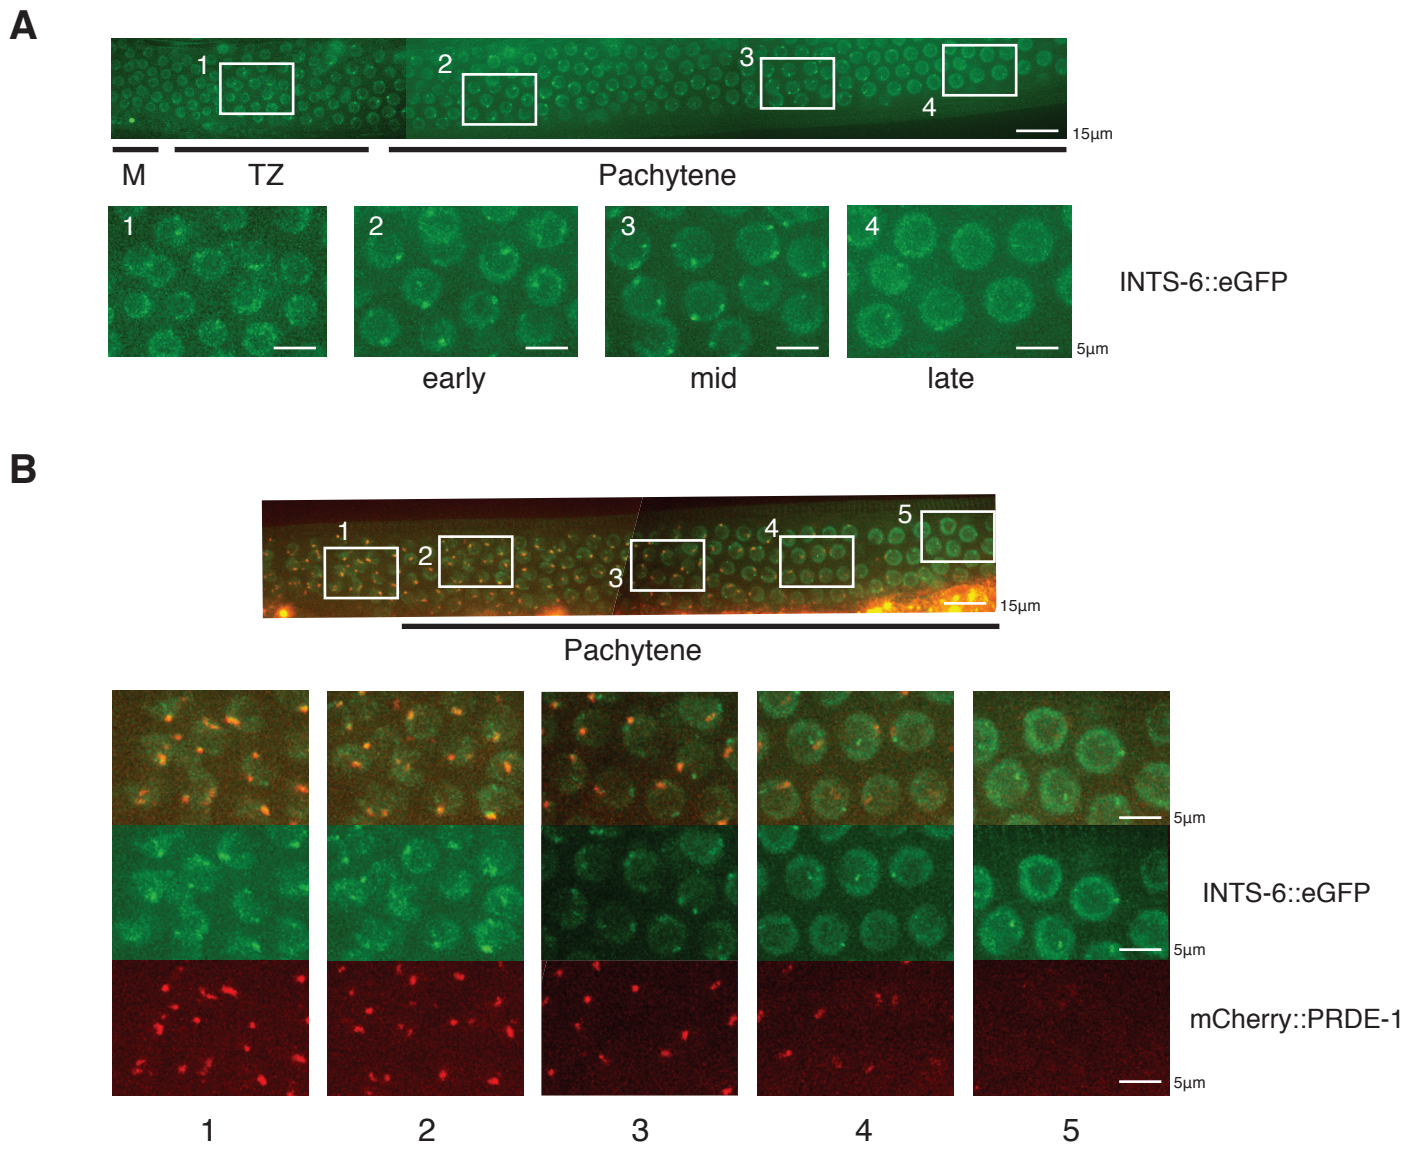 A
1
2
3
4
15µm
M
TZ
Pachytene
1
2
3
4
INTS-6::eGFP
5µm
early
mid
late
B
1
2
3
4
5
15µm
Pachytene
5µm
INTS-6::eGFP
5µm
mCherry::PRDE-1
5µm
1
2
3
4
5